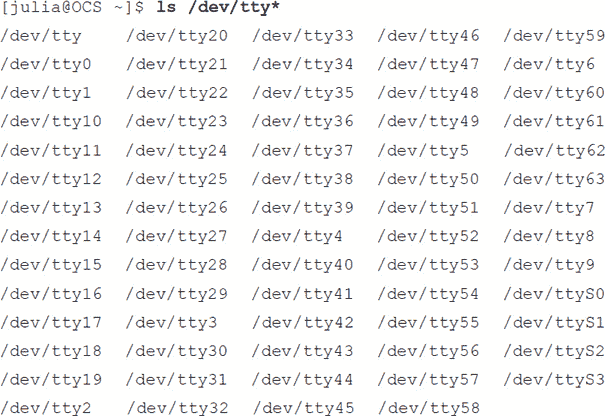 [julia@OCS ~]$ ls /dev/tty*
/dev/tty /dev/tty20 /dev/tty33 /dev/tty46 /dev/tty59
/dev/tty0 /dev/tty21 /dev/tty34 /dev/tty47 /dev/tty6
/dev/tty1 /dev/tty22 /dev/tty35 /dev/tty48 /dev/tty60
/dev/tty10 /dev/tty23 /dev/tty36 /dev/tty49 /dev/tty61
/dev/tty11 /dev/tty24 /dev/tty37 /dev/tty5 /dev/tty62
/dev/tty12 /dev/tty25 /dev/tty38 /dev/tty50 /dev/tty63
/dev/tty13 /dev/tty26 /dev/tty39 /dev/tty51 /dev/tty7
/dev/tty14 /dev/tty27 /dev/tty4 /dev/tty52 /dev/tty8
/dev/tty15 /dev/tty28 /dev/tty40 /dev/tty53 /dev/tty9
/dev/tty16 /dev/tty29 /dev/tty41 /dev/tty54 /dev/ttyS0
/dev/tty17 /dev/tty3 /dev/tty42 /dev/tty55 /dev/ttyS1
/dev/tty18 /dev/tty30 /dev/tty43 /dev/tty56 /dev/ttyS2
/dev/tty19 /dev/tty31 /dev/tty44 /dev/tty57 /dev/ttyS3
/dev/tty2 /dev/tty32 /dev/tty45 /dev/tty58